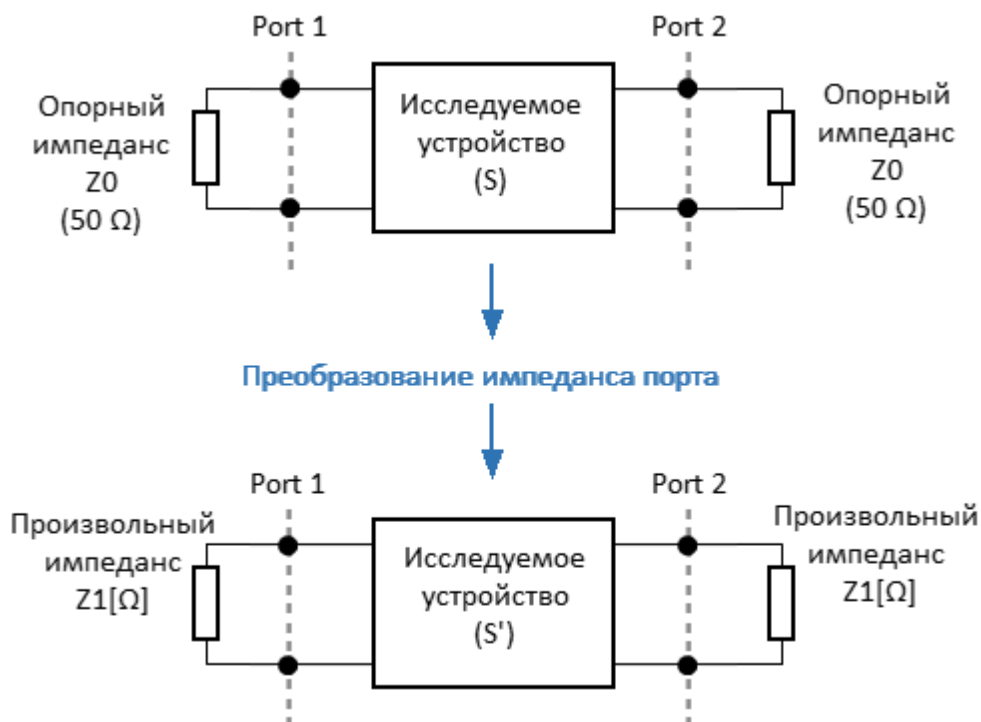 Port 1
Port 2
Опорный
импеданс
Z0
(50 Ω)
Исследуемое
устройство
(S)
Опорный
импеданс
Z0
(50 Ω)
Преобразование импеданса порта
Port 1
Port 2
Произвольный
импеданс
Z1[Ω]
Исследуемое
устройство
(S')
Произвольный
импеданс
Z1[Ω]